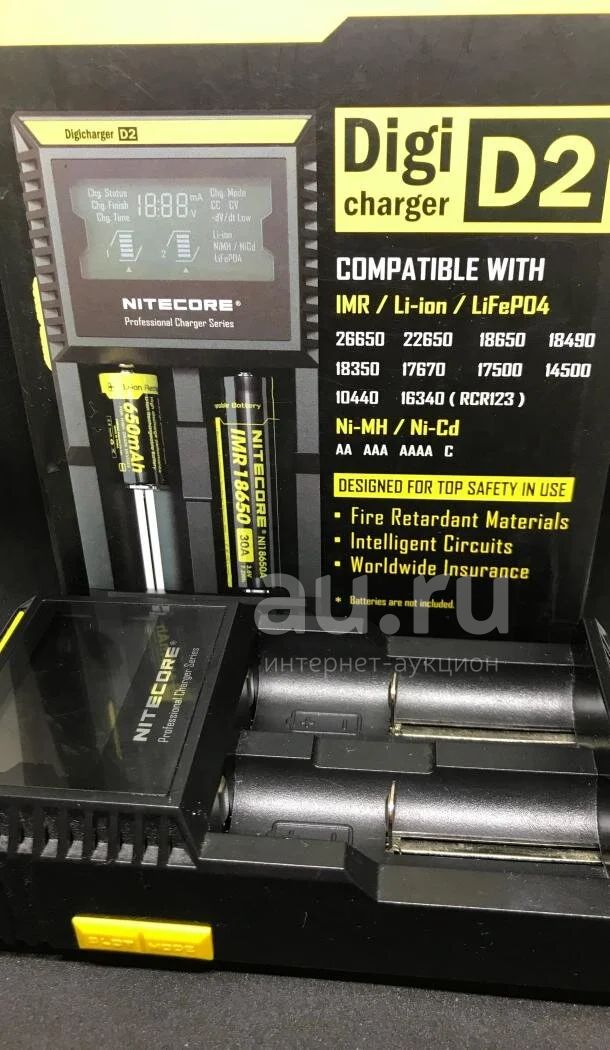 Digicharger D2
Digi
charger D2
Chg. Status
Chg. Finish
Chg. Time
18:88 mA
V
Chg. Mode
CC CV
-dV/dt Low
Li-ion
NiMH / NiCd
LiFePO4
1 2
NITECORE®
Professional Charger Series
COMPATIBLE WITH
IMR / Li-ion / LiFePO4
26650 22650 18650 18490
18350 17670 17500 14500
10440 16340 ( RCR123 )
Ni-MH / Ni-Cd
AA AAA AAAA C
DESIGNED FOR TOP SAFETY IN USE
• Fire Retardant Materials
• Intelligent Circuits
• Worldwide Insurance
* Batteries are not included.
650mAh
Battery
NITECORE NI18650A
IMR 18650 30A
au.ru
интернет-аукцион
NITECORE®
Professional Charger Series
SLOT MODE